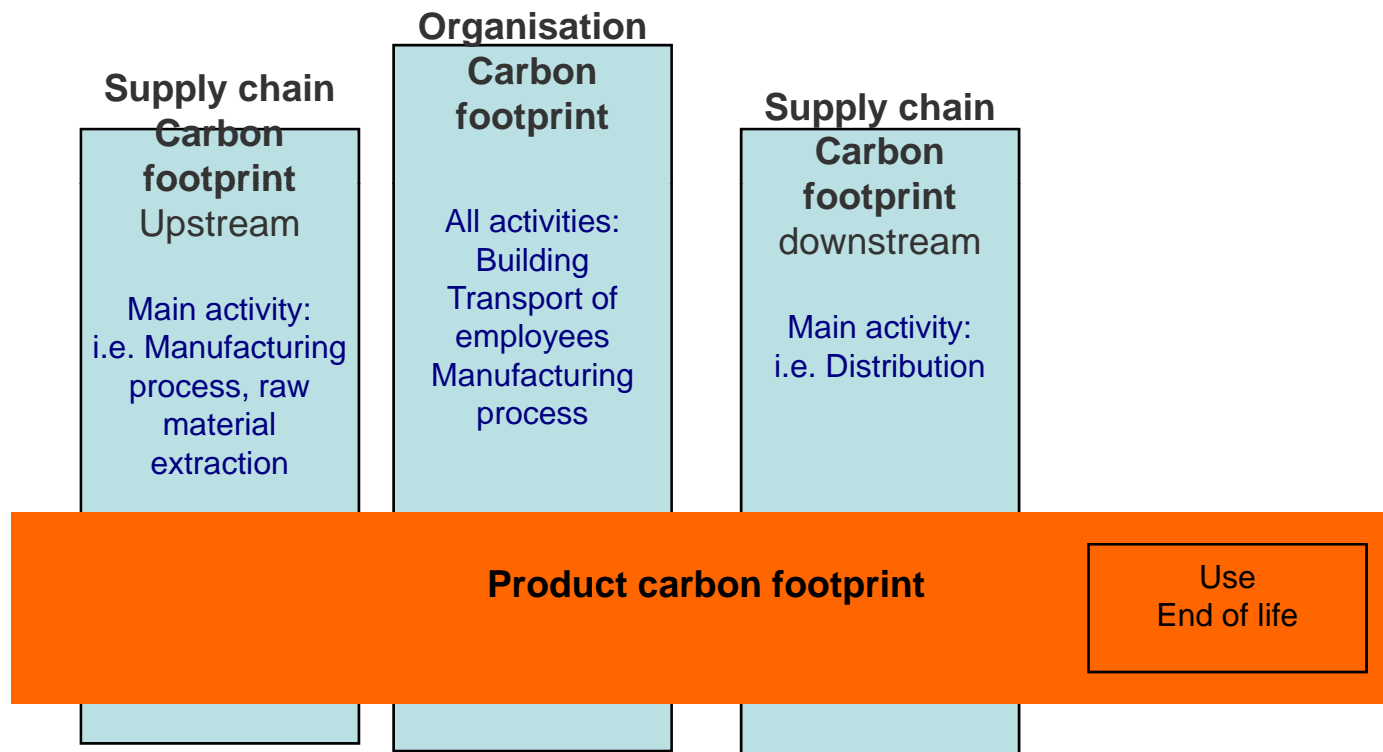 Supply chain
Carbon
footprint
Upstream
Main activity:
i.e. Manufacturing
process, raw
material
extraction
Organisation
Carbon
footprint
All activities:
Building
Transport of
employees
Manufacturing
process
Supply chain
Carbon
footprint
downstream
Main activity:
i.e. Distribution
Product carbon footprint
Use
End of life